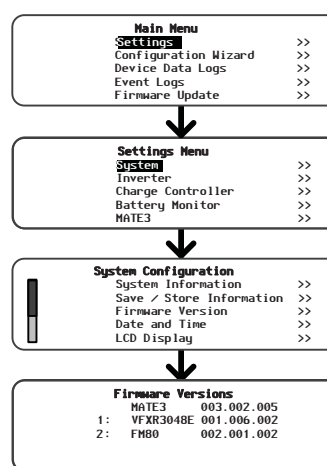 Main Menu
Settings >>
Configuration Wizard >>
Device Data Logs >>
Event Logs >>
Firmware Update >>
Settings Menu
System >>
Inverter >>
Charge Controller >>
Battery Monitor >>
MATE3 >>
System Configuration
System Information >>
Save / Store Information >>
Firmware Version >>
Date and Time >>
LCD Display >>
Firmware Versions
MATE3 003.002.005
1: VFXR3048E 001.006.002
2: FM80 002.001.002